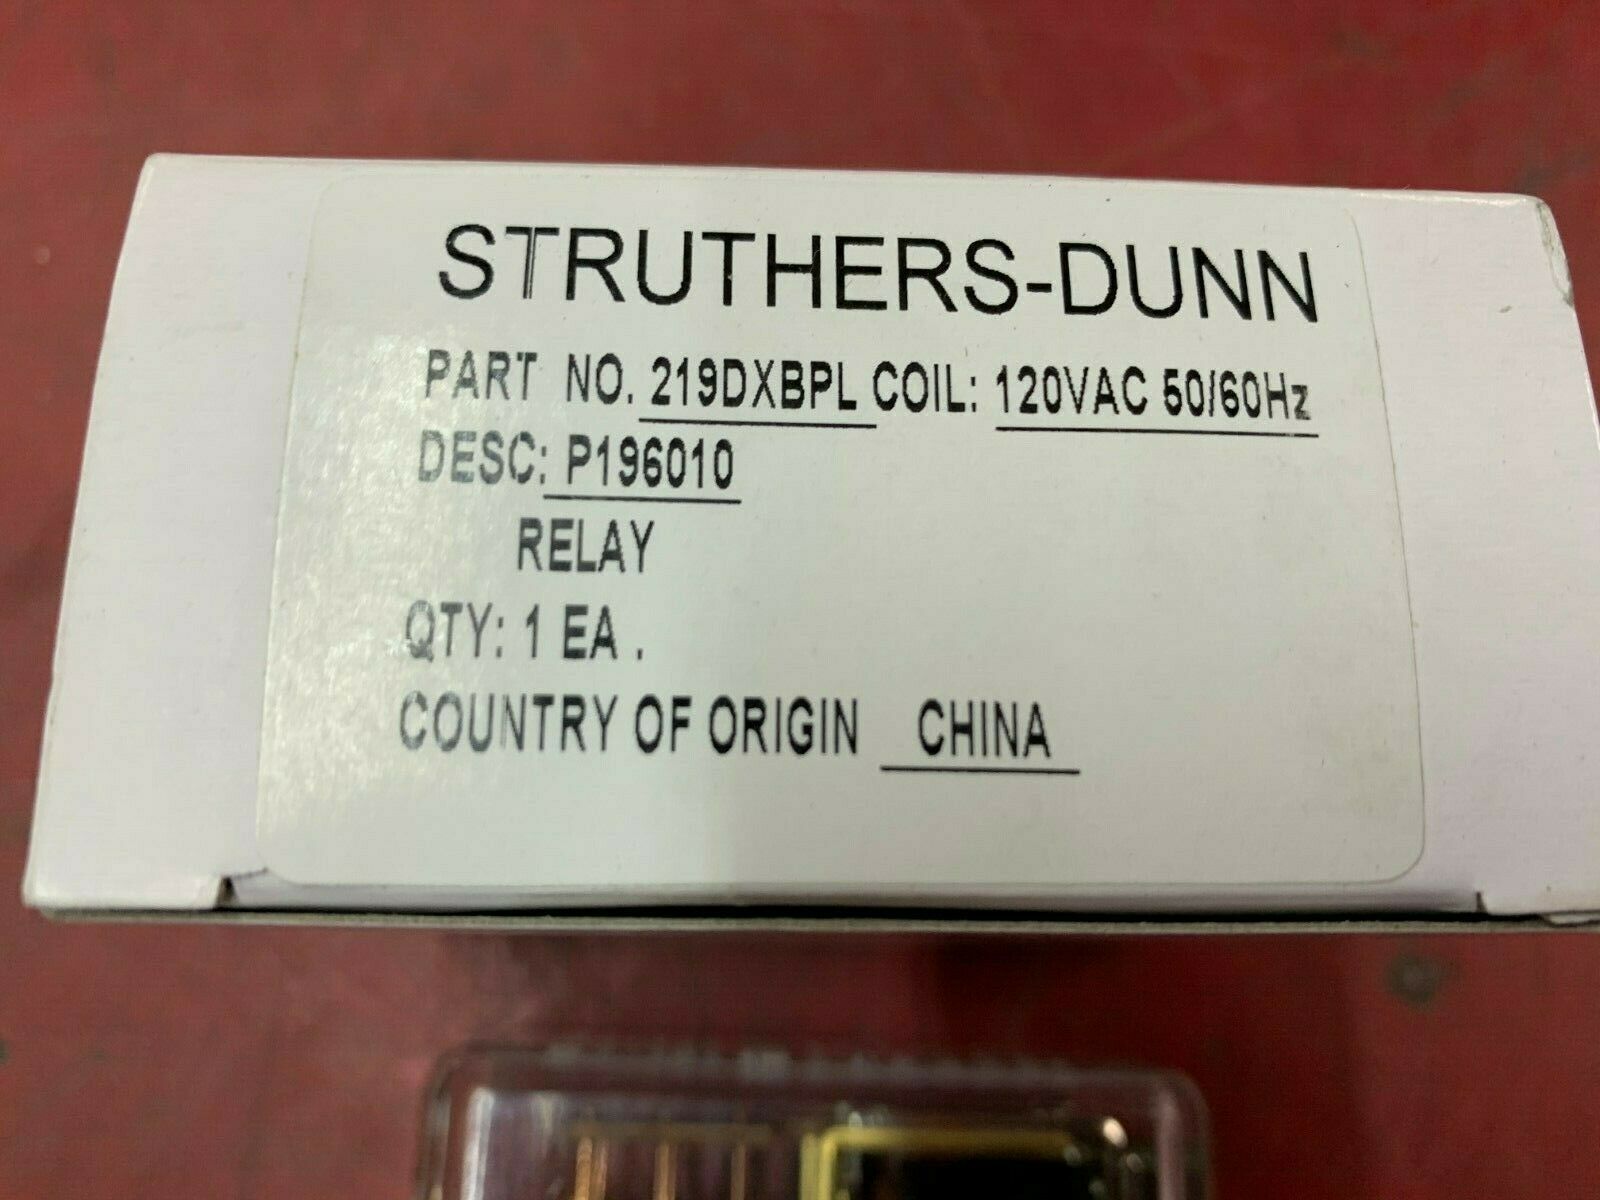 STRUTHERS-DUNN
PART NO. 219DXBPL COIL: 120VAC 50/60Hz
DESC: P196010
RELAY
QTY: 1 EA .
COUNTRY OF ORIGIN CHINA